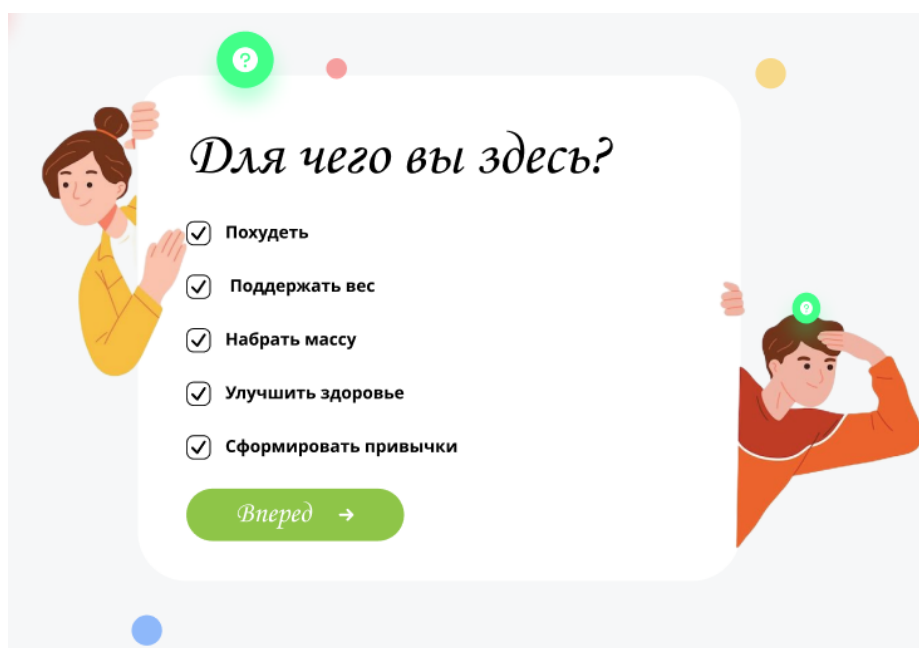 ?
Для чего вы здесь?
Похудеть
Поддержать вес
Набрать массу
Улучшить здоровье
Сформировать привычки
Вперед →
?